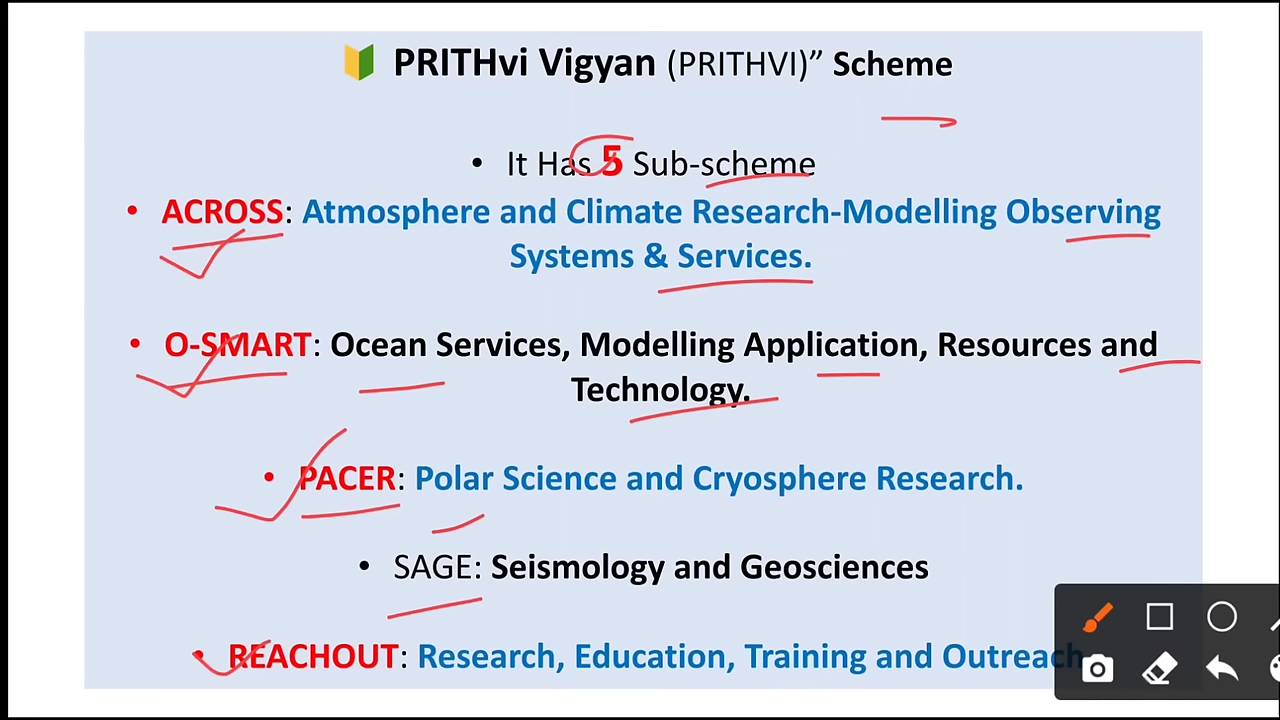 PRITHvi Vigyan (PRITHVI)” Scheme
• It Has 5 Sub-scheme
• ACROSS: Atmosphere and Climate Research-Modelling Observing
Systems & Services.
• O-SMART: Ocean Services, Modelling Application, Resources and
Technology.
• PACER: Polar Science and Cryosphere Research.
• SAGE: Seismology and Geosciences
• REACHOUT: Research, Education, Training and Outreach